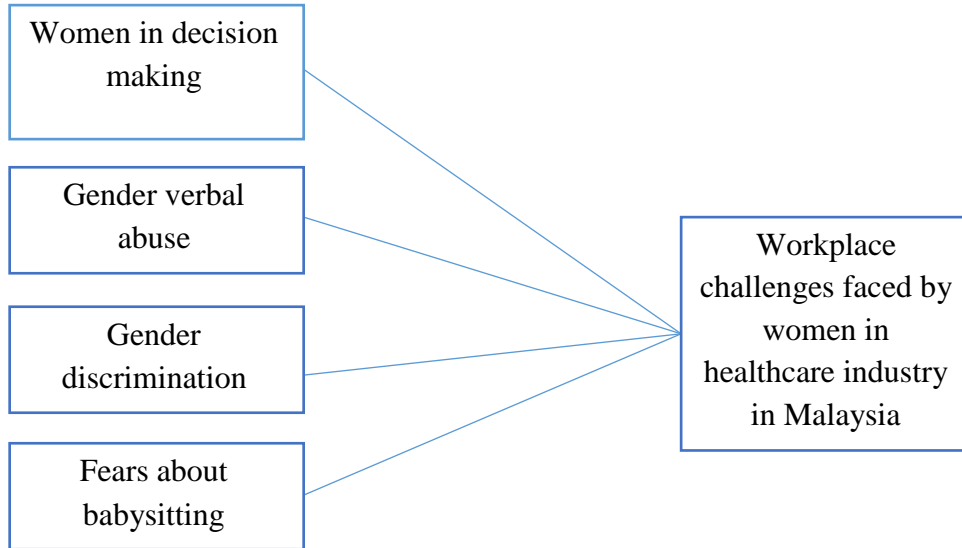 Women in decision
making
Gender verbal
abuse
Gender
discrimination
Fears about
babysitting
Workplace
challenges faced by
women in
healthcare industry
in Malaysia